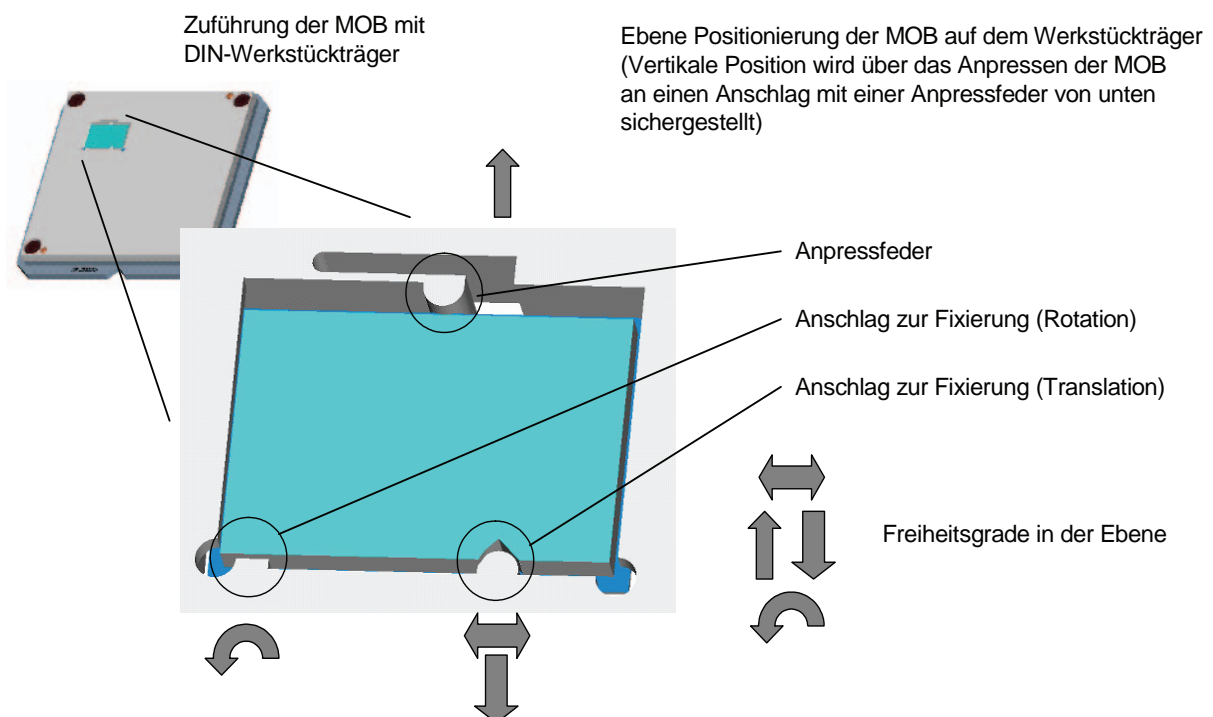 Zuführung der MOB mit
DIN-Werkstückträger
Ebene Positionierung der MOB auf dem Werkstückträger
(Vertikale Position wird über das Anpressen der MOB
an einen Anschlag mit einer Anpressfeder von unten
sichergestellt)
Anpressfeder
Anschlag zur Fixierung (Rotation)
Anschlag zur Fixierung (Translation)
Freiheitsgrade in der Ebene